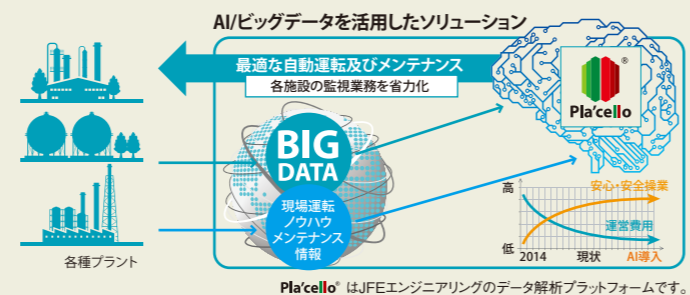 AI/ビッグデータを活用したソリューション
最適な自動運転及びメンテナンス
各施設の監視業務を省力化
Pla'cello®
BIG
DATA
現場運転
ノウハウ
メンテナンス
情報
各種プラント
高
安心・安全操業
運営費用
低
2014 現状 AI導入
Pla'cello® はJFEエンジニアリングのデータ解析プラットフォームです。